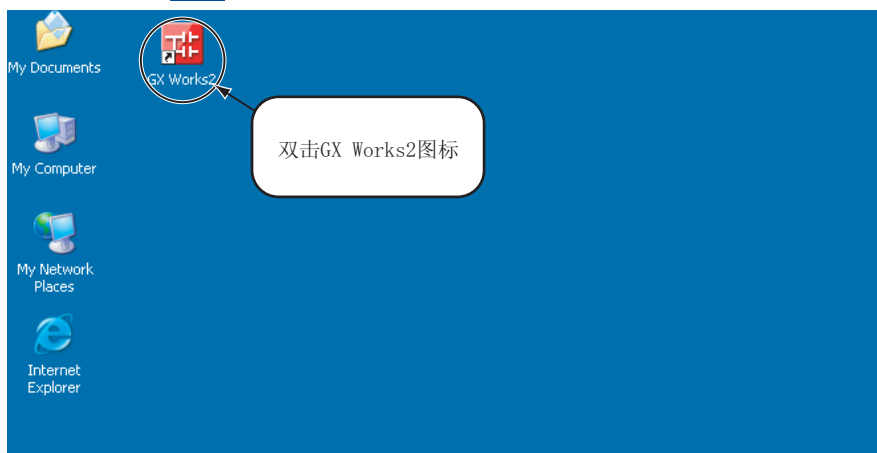 My Documents
GX Works2
双击GX Works2图标
My Computer
My Network
Places
Internet
Explorer